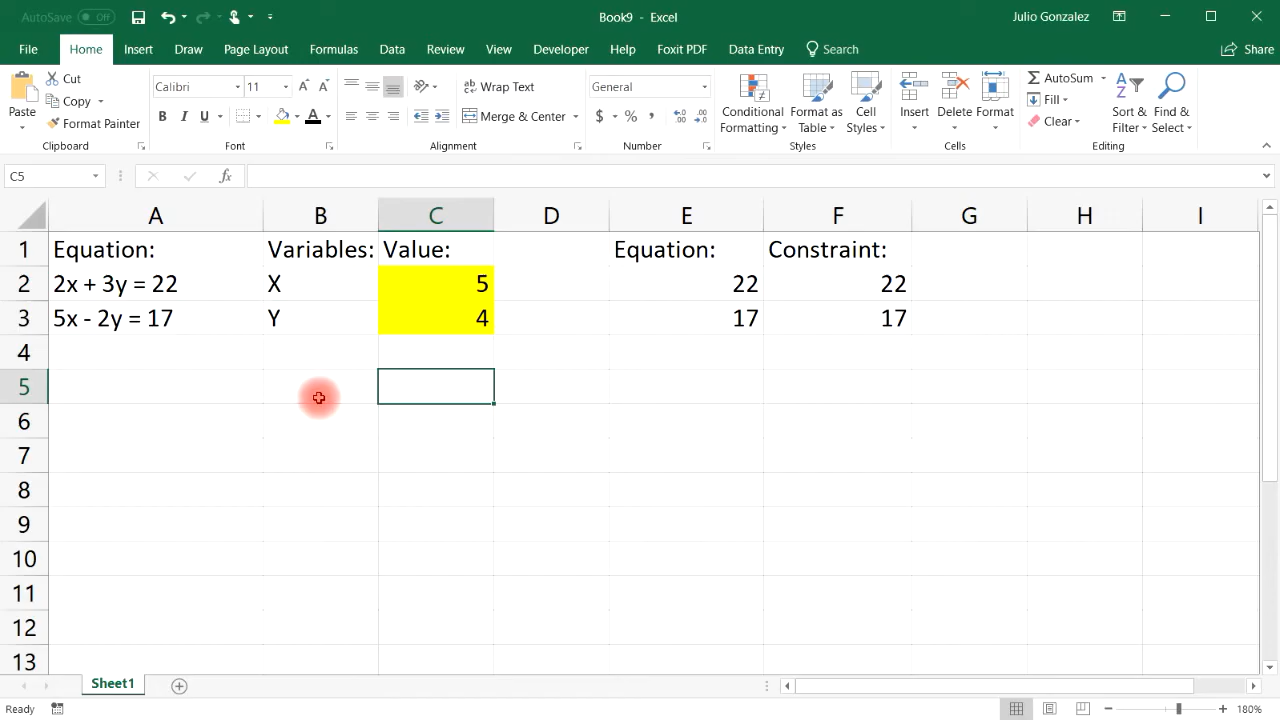 AutoSave Off Book9 - Excel Julio Gonzalez
File Home Insert Draw Page Layout Formulas Data Review View Developer Help Foxit PDF Data Entry Search Share
Paste
Cut
Copy
Format Painter
Clipboard
Calibri 11
B I U
Font
Wrap Text
Merge & Center
Alignment
General
$ % ,
Number
Conditional Formatting
Format as Table
Cell Styles
Styles
Insert Delete Format
Cells
AutoSum
Fill
Clear
Sort & Filter
Find & Select
Editing
C5 fx
A B C D E F G H I
1 Equation: Variables: Value: Equation: Constraint:
2 2x + 3y = 22 X 5 22 22
3 5x - 2y = 17 Y 4 17 17
4
5
6
7
8
9
10
11
12
13
Sheet1
Ready 180%